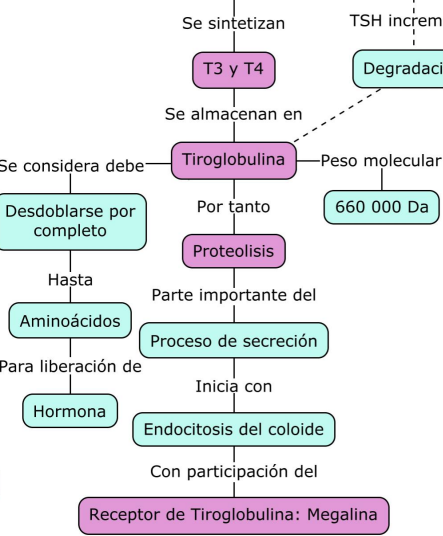 Se sintetizan
TSH increm
T3 y T4
Degradaci
Se almacenan en
Tiroglobulina
Se considera debe
Peso molecular
Desdoblarse por
completo
Por tanto
660 000 Da
Proteolisis
Hasta
Parte importante del
Aminoácidos
Proceso de secreción
Para liberación de
Inicia con
Hormona
Endocitosis del coloide
Con participación del
Receptor de Tiroglobulina: Megalina